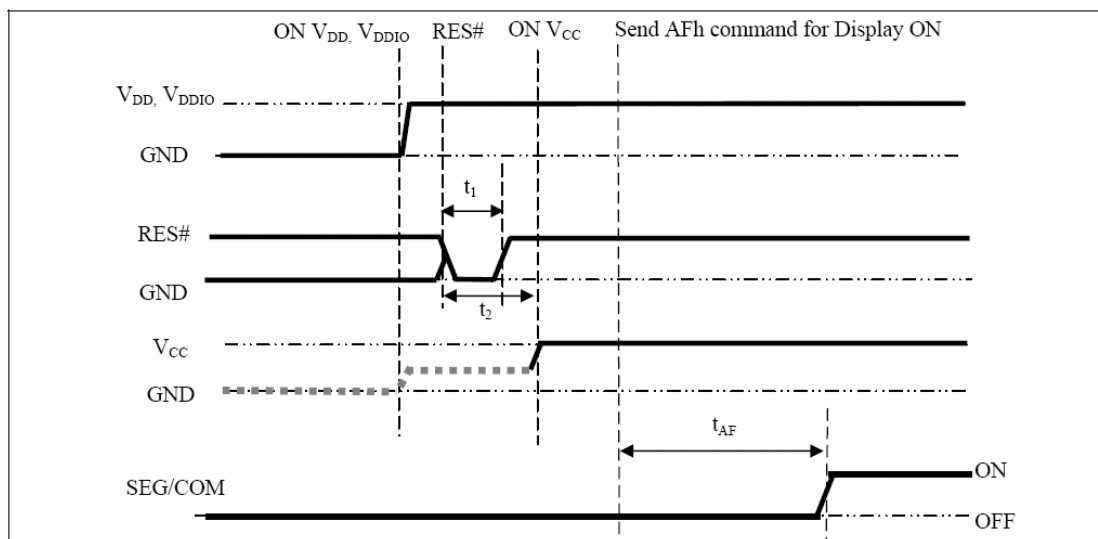 ON VDD, VDDIO RES# ON VCC Send AFh command for Display ON
VDD, VDDIO
GND
t1
RES#
GND
t2
VCC
GND
tAF
SEG/COM
ON
OFF